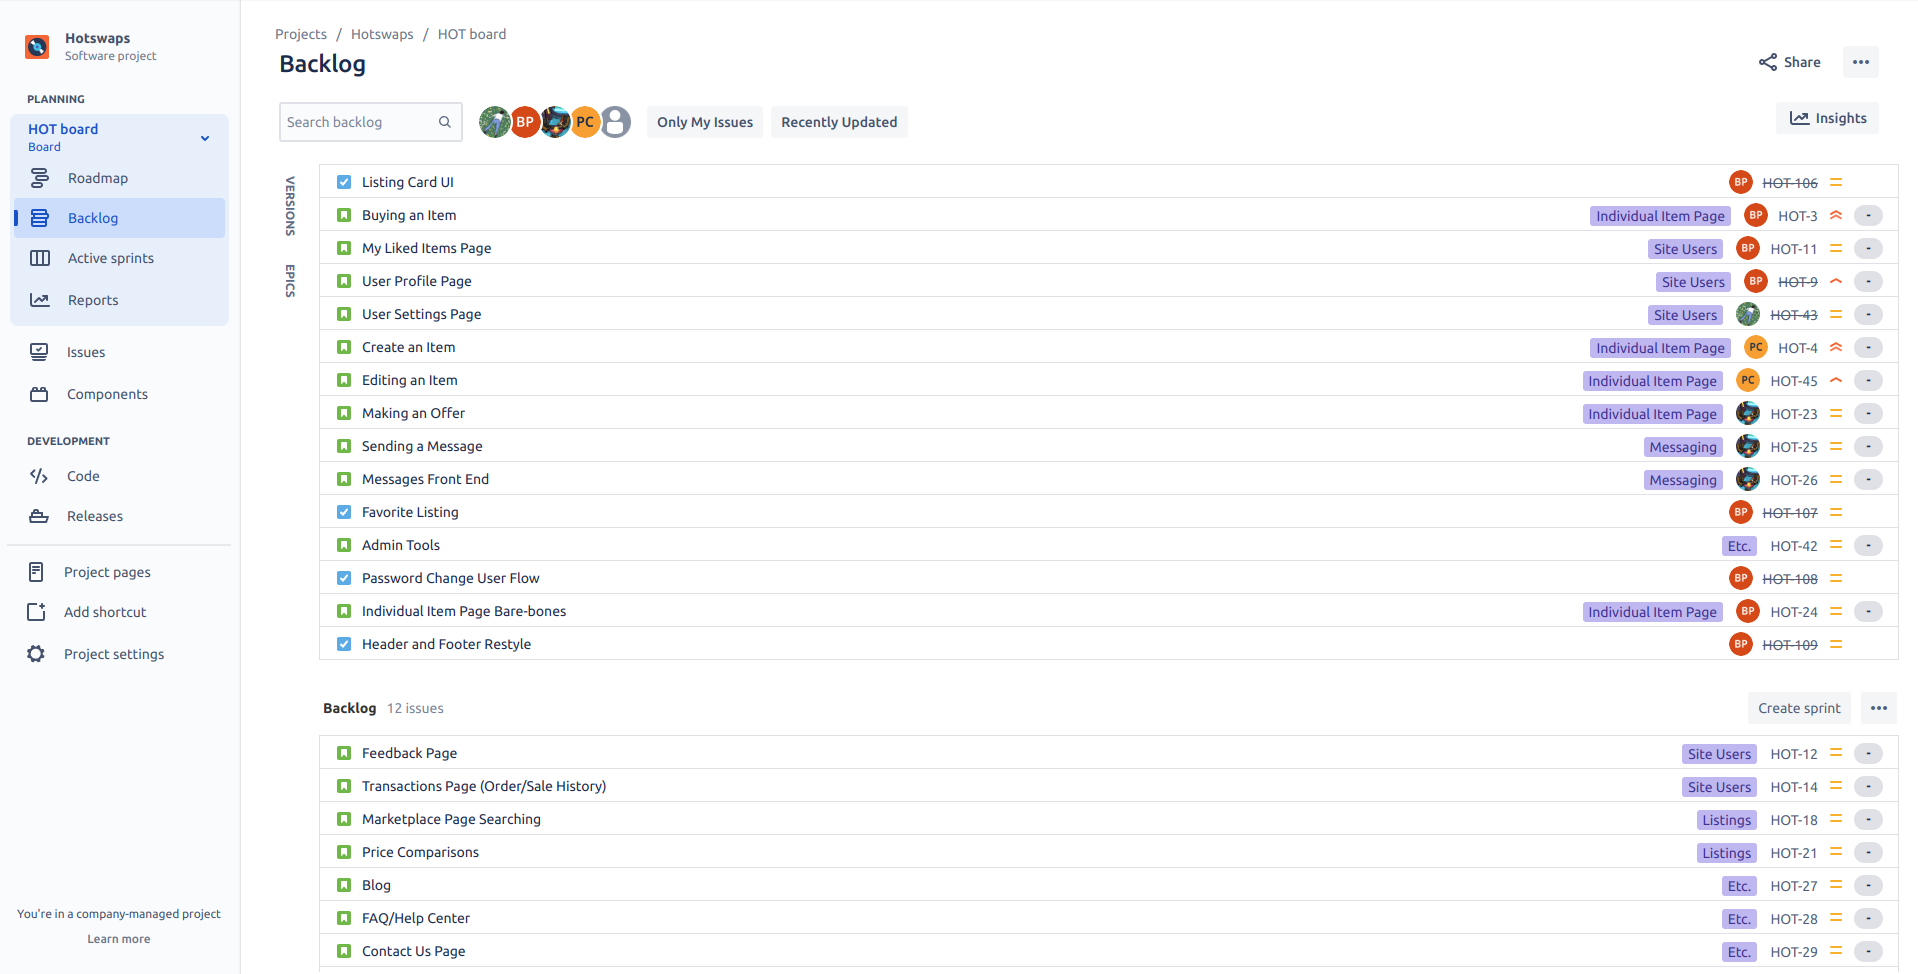 Hotswaps
Software project
PLANNING
HOT board
Board
Roadmap
Backlog
Active sprints
Reports
Issues
Components
DEVELOPMENT
Code
Releases
Project pages
Add shortcut
Project settings
You're in a company-managed project
Learn more
Projects / Hotswaps / HOT board
Backlog
Share
Search backlog
BP
PC
Only My Issues
Recently Updated
Insights
VERSIONS
EPICS
Listing Card UI BP HOT-106
Buying an Item Individual Item Page BP HOT-3 -
My Liked Items Page Site Users BP HOT-11 -
User Profile Page Site Users BP HOT-9 -
User Settings Page Site Users HOT-43 -
Create an Item Individual Item Page PC HOT-4 -
Editing an Item Individual Item Page PC HOT-45 -
Making an Offer Individual Item Page HOT-23 -
Sending a Message Messaging HOT-25 -
Messages Front End Messaging HOT-26 -
Favorite Listing BP HOT-107
Admin Tools Etc. HOT-42 -
Password Change User Flow BP HOT-108
Individual Item Page Bare-bones Individual Item Page BP HOT-24 -
Header and Footer Restyle BP HOT-109
Backlog 12 issues Create sprint
Feedback Page Site Users HOT-12 -
Transactions Page (Order/Sale History) Site Users HOT-14 -
Marketplace Page Searching Listings HOT-18 -
Price Comparisons Listings HOT-21 -
Blog Etc. HOT-27 -
FAQ/Help Center Etc. HOT-28 -
Contact Us Page Etc. HOT-29 -